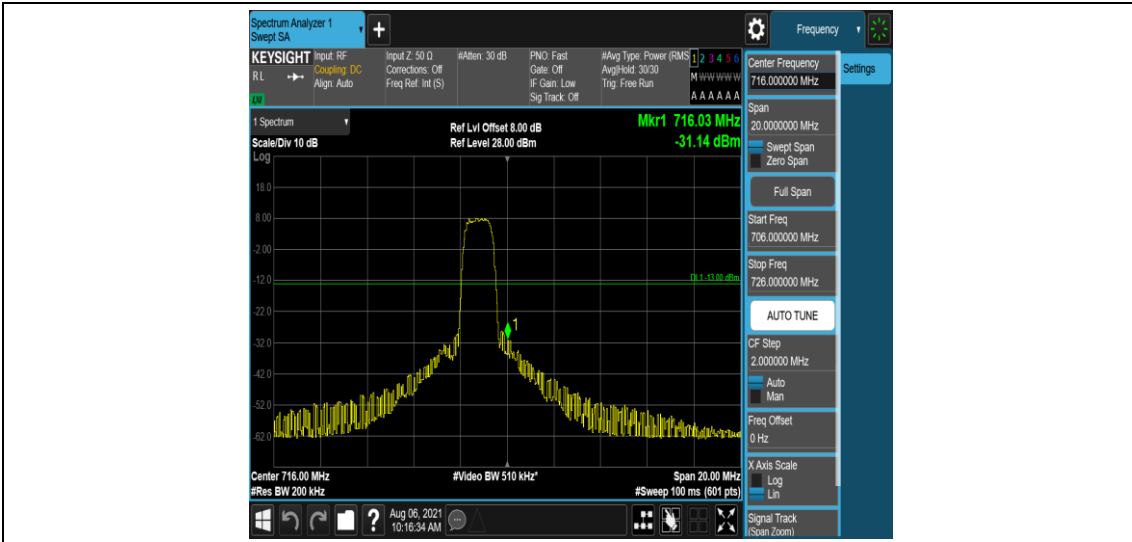 Spectrum Analyzer 1
Swept SA
+
Frequency
KEYSIGHT
RL
LXI
Input: RF
Coupling: DC
Align: Auto
Input Z: 50 Ω
Corrections: Off
Freq Ref: Int (S)
#Atten: 30 dB
PNO: Fast
Gate: Off
IF Gain: Low
Sig Track: Off
#Avg Type: Power (RMS
Avg|Hold: 30/30
Trig: Free Run
1 2 3 4 5 6
M W W W W W
A A A A A A
Center Frequency
716.000000 MHz
Settings
Span
20.0000000 MHz
Swept Span
Zero Span
Full Span
Start Freq
706.000000 MHz
Stop Freq
726.000000 MHz
AUTO TUNE
CF Step
2.000000 MHz
Auto
Man
Freq Offset
0 Hz
X Axis Scale
Log
Lin
Signal Track
(Span Zoom)
1 Spectrum
Scale/Div 10 dB
Log
Ref Lvl Offset 8.00 dB
Ref Level 28.00 dBm
Mkr1 716.03 MHz
-31.14 dBm
18.0
8.00
-2.00
-12.0
DL1 -13.00 dBm
-22.0
1
-32.0
-42.0
-52.0
-62.0
Center 716.00 MHz
#Video BW 510 kHz*
Span 20.00 MHz
#Res BW 200 kHz
#Sweep 100 ms (601 pts)
?
Aug 06, 2021
10:16:34 AM